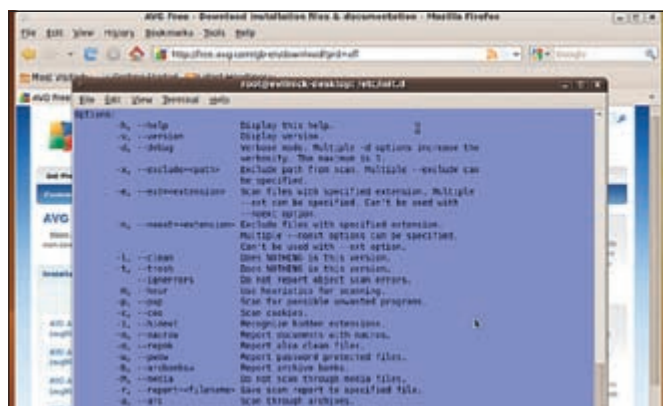 AVG Free - Download installation files & documentation - Mozilla Firefox
File Edit View History Bookmarks Tools Help
Most visited
AVG Free
root@ : /etc/init.d
File Edit View Terminal Help
Options:
-h, --help Display this help.
-v, --version Display version.
-d, --debug Verbose mode. Multiple -d options increase the
verbosity. The maximum is 3.
-x, --exclude=<path> Exclude path from scan. Multiple --exclude can
be specified.
-e, --ext=<extension> Scan files with specified extension. Multiple
--ext can be specified. Can't be used with
--noext option.
-n, --noext=<extension> Exclude files with specified extension.
Multiple --noext options can be specified.
Can't be used with --ext option.
-l, --clean Does NOTHING in this version.
-t, --trash Does NOTHING in this version.
--ignerrors Do not report object scan errors.
-H, --heur Use heuristics for scanning.
-p, --pup Scan for possible unwanted programs.
-c, --coo Scan cookies.
-i, --hidext Recognize hidden extensions.
--macrow Report documents with macros.
-o, --repok Report also clean files.
-w, --pwdw Report password protected files.
-b, --arcbombsw Report archive bombs.
-M, --media Do not scan through media files.
-r, --report=<filename> Save scan report to specified file.
-a, --arc Scan through archives.
AVG